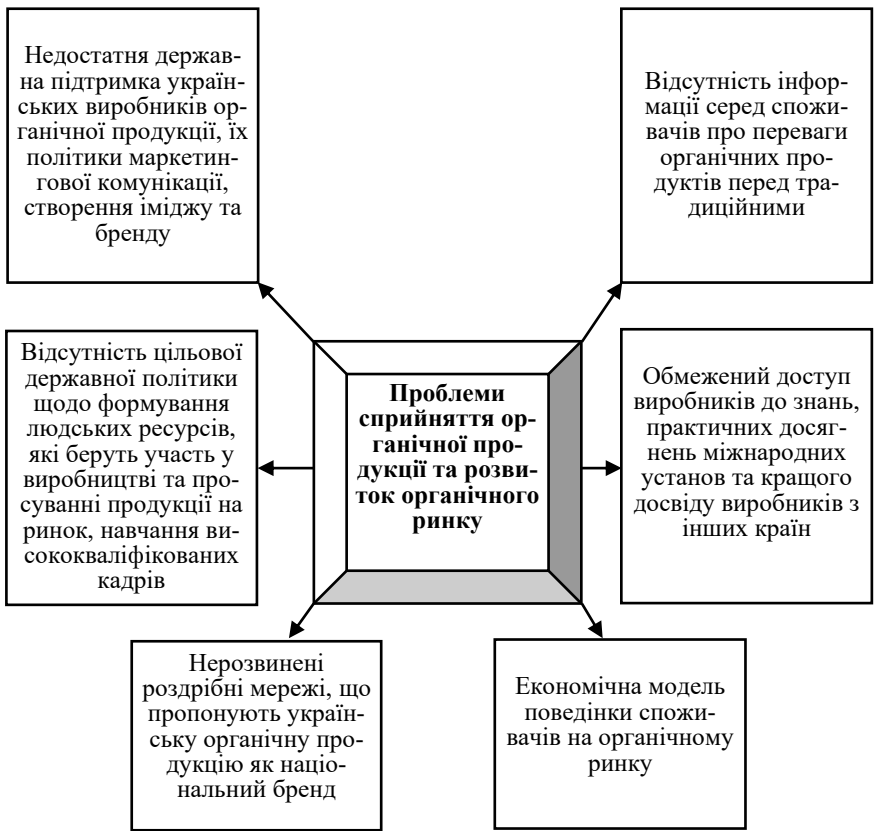 Недостатня держав-
на підтримка україн-
ських виробників ор-
ганічної продукції, їх
політики маркетин-
гової комунікації,
створення іміджу та
бренду
Відсутність інфор-
мації серед спожи-
вачів про переваги
органічних про-
дуктів перед тра-
диційними
Відсутність цільової
державної політики
щодо формування
людських ресурсів,
які беруть участь у
виробництві та про-
суванні продукції на
ринок, навчання ви-
сококваліфікованих
кадрів
Проблеми
сприйняття ор-
ганічної про-
дукції та розви-
ток органічного
ринку
Обмежений доступ
виробників до знань,
практичних досяг-
нень міжнародних
установ та кращого
досвіду виробників з
інших країн
Нерозвинені
роздрібні мережі, що
пропонують україн-
ську органічну про-
дукцію як націо-
нальний бренд
Економічна модель
поведінки спожи-
вачів на органічному
ринку